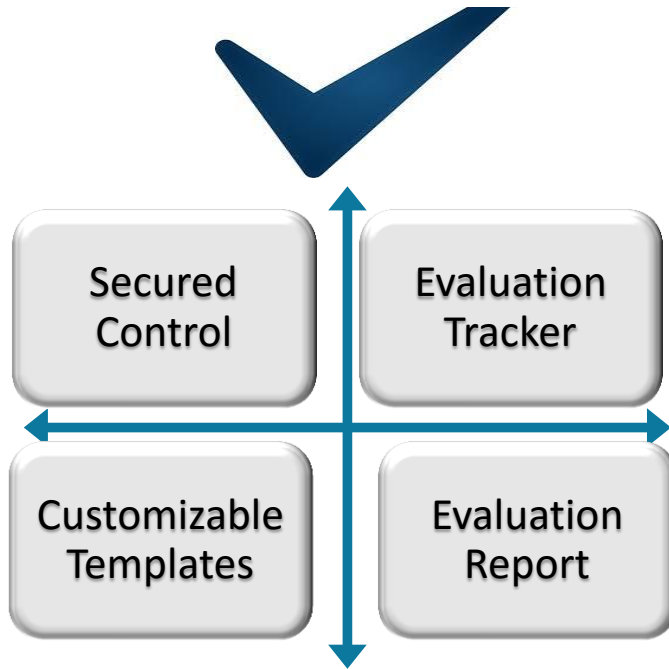 Secured
Control
Evaluation
Tracker
Customizable
Templates
Evaluation
Report